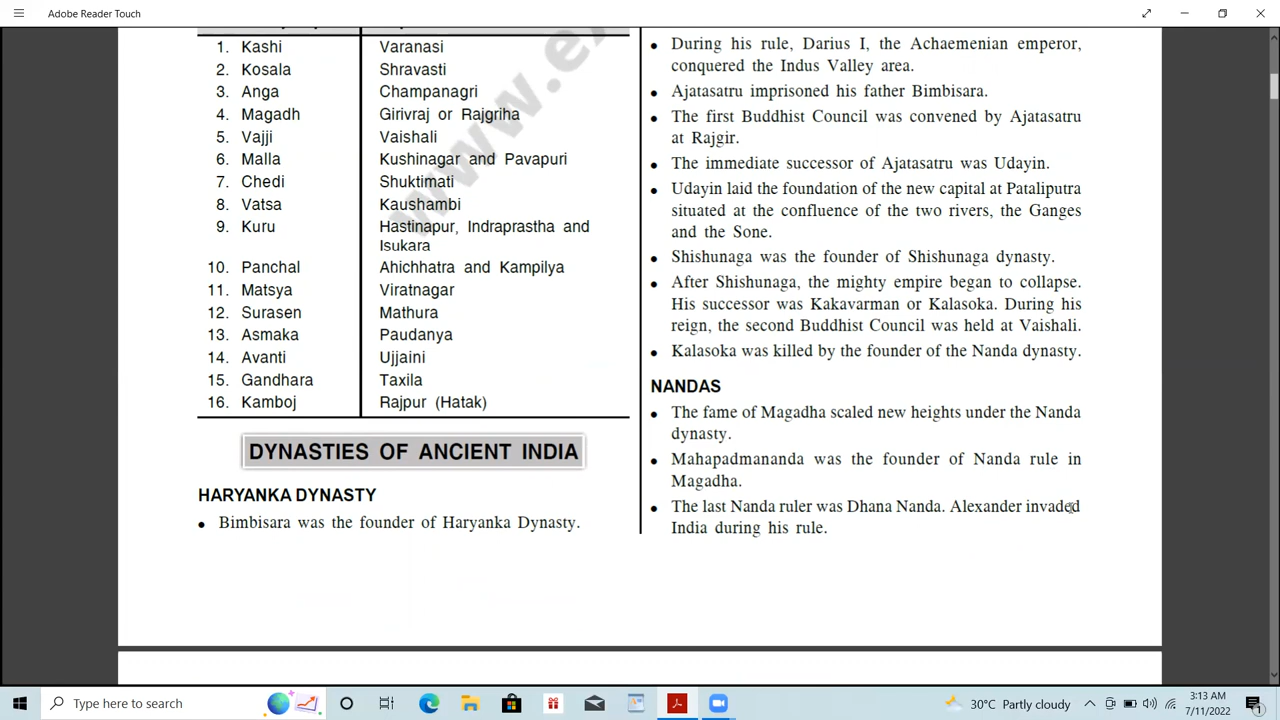 Adobe Reader Touch
1. Kashi Varanasi
2. Kosala Shravasti
3. Anga Champanagri
4. Magadh Girivraj or Rajgriha
5. Vajji Vaishali
6. Malla Kushinagar and Pavapuri
7. Chedi Shuktimati
8. Vatsa Kaushambi
9. Kuru Hastinapur, Indraprastha and
Isukara
10. Panchal Ahichhatra and Kampilya
11. Matsya Viratnagar
12. Surasen Mathura
13. Asmaka Paudanya
14. Avanti Ujjaini
15. Gandhara Taxila
16. Kamboj Rajpur (Hatak)
www.e
DYNASTIES OF ANCIENT INDIA
HARYANKA DYNASTY
• Bimbisara was the founder of Haryanka Dynasty.
• During his rule, Darius I, the Achaemenian emperor,
conquered the Indus Valley area.
• Ajatasatru imprisoned his father Bimbisara.
• The first Buddhist Council was convened by Ajatasatru
at Rajgir.
• The immediate successor of Ajatasatru was Udayin.
• Udayin laid the foundation of the new capital at Pataliputra
situated at the confluence of the two rivers, the Ganges
and the Sone.
• Shishunaga was the founder of Shishunaga dynasty.
• After Shishunaga, the mighty empire began to collapse.
His successor was Kakavarman or Kalasoka. During his
reign, the second Buddhist Council was held at Vaishali.
• Kalasoka was killed by the founder of the Nanda dynasty.
NANDAS
• The fame of Magadha scaled new heights under the Nanda
dynasty.
• Mahapadmananda was the founder of Nanda rule in
Magadha.
• The last Nanda ruler was Dhana Nanda. Alexander invaded
India during his rule.
Type here to search
30°C Partly cloudy
3:13 AM
7/11/2022
1